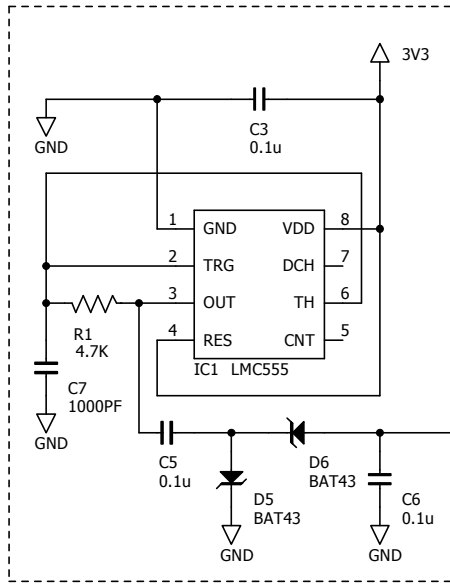 3V3
C3
0.1u
GND
1 GND VDD 8
2 TRG DCH 7
3 OUT TH 6
4 RES CNT 5
IC1 LMC555
R1
4.7K
C7
1000PF
GND
C5
0.1u
D6
BAT43
D5
BAT43
C6
0.1u
GND
GND